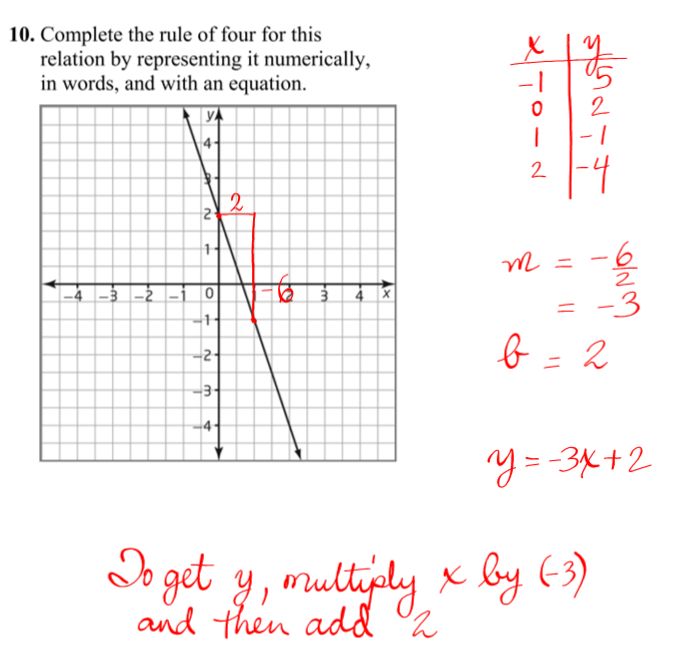 10. Complete the rule of four for this
relation by representing it numerically,
in words, and with an equation.
x y
-1 5
0 2
1 -1
2 -4
y
4
3
2
2
1
-4 -3 -2 -1 0 -6 2 3 4 x
-1
-2
-3
-4
m = -6/2
= -3
b = 2
y = -3x + 2
To get y, multiply x by (-3)
and then add 2